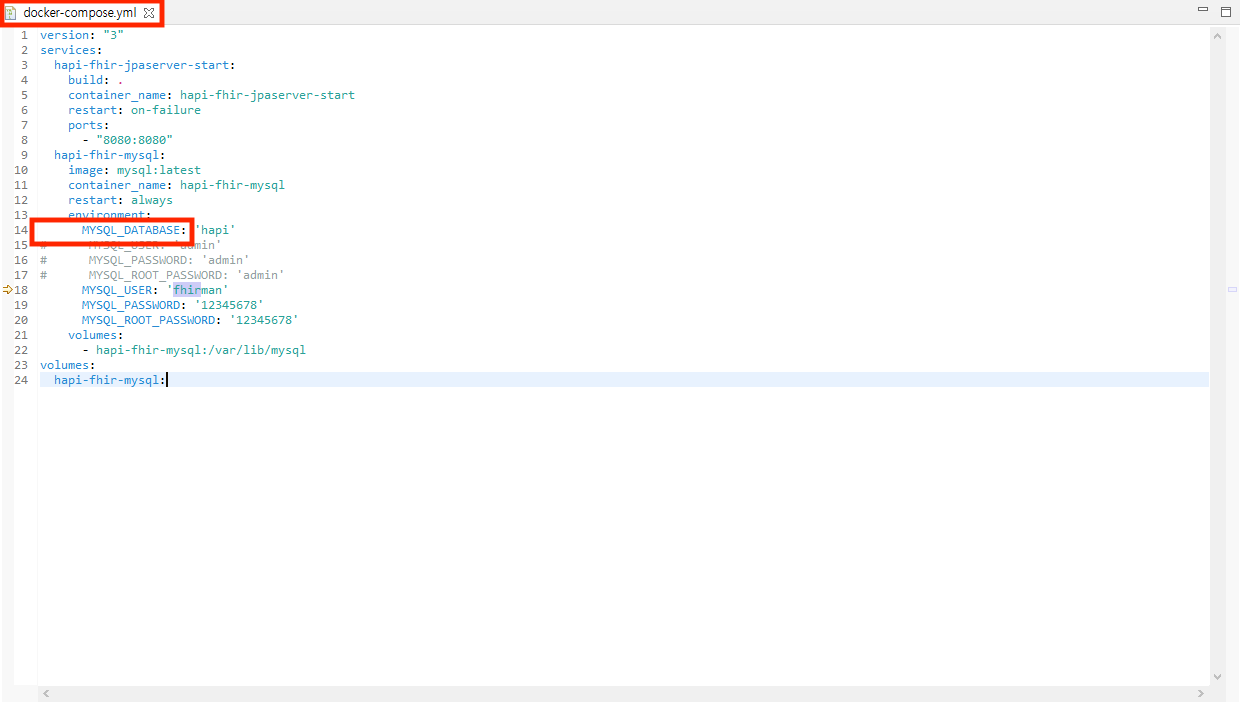 docker-compose.yml
1 version: "3"
2 services:
3   hapi-fhir-jpaserver-start:
4     build: .
5     container_name: hapi-fhir-jpaserver-start
6     restart: on-failure
7     ports:
8       - "8080:8080"
9   hapi-fhir-mysql:
10     image: mysql:latest
11     container_name: hapi-fhir-mysql
12     restart: always
13     environment:
14       MYSQL_DATABASE: 'hapi'
15 #      MYSQL_USER: 'admin'
16 #      MYSQL_PASSWORD: 'admin'
17 #      MYSQL_ROOT_PASSWORD: 'admin'
18       MYSQL_USER: 'fhirman'
19       MYSQL_PASSWORD: '12345678'
20       MYSQL_ROOT_PASSWORD: '12345678'
21     volumes:
22       - hapi-fhir-mysql:/var/lib/mysql
23 volumes:
24   hapi-fhir-mysql: